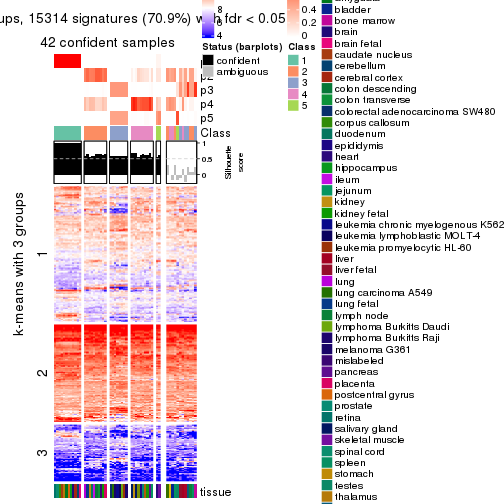 ups, 15314 signatures (70.9%) with fdr < 0.05
42 confident samples
p2
p3
p4
p5
Class
1
0.5
0
Silhouette
score
k-means with 3 groups
1
2
3
tissue
8
6
4
Status (barplots)
confident
ambiguous
0.4
0.2
0
Class
1
2
3
4
5
bladder
bone marrow
brain
brain fetal
caudate nucleus
cerebellum
cerebral cortex
colon descending
colon transverse
colorectal adenocarcinoma SW480
corpus callosum
duodenum
epididymis
heart
hippocampus
ileum
jejunum
kidney
kidney fetal
leukemia chronic myelogenous K562
leukemia lymphoblastic MOLT-4
leukemia promyelocytic HL-60
liver
liver fetal
lung
lung carcinoma A549
lung fetal
lymph node
lymphoma Burkitts Daudi
lymphoma Burkitts Raji
melanoma G361
mislabeled
pancreas
placenta
postcentral gyrus
prostate
retina
salivary gland
skeletal muscle
spinal cord
spleen
stomach
testes
thalamus